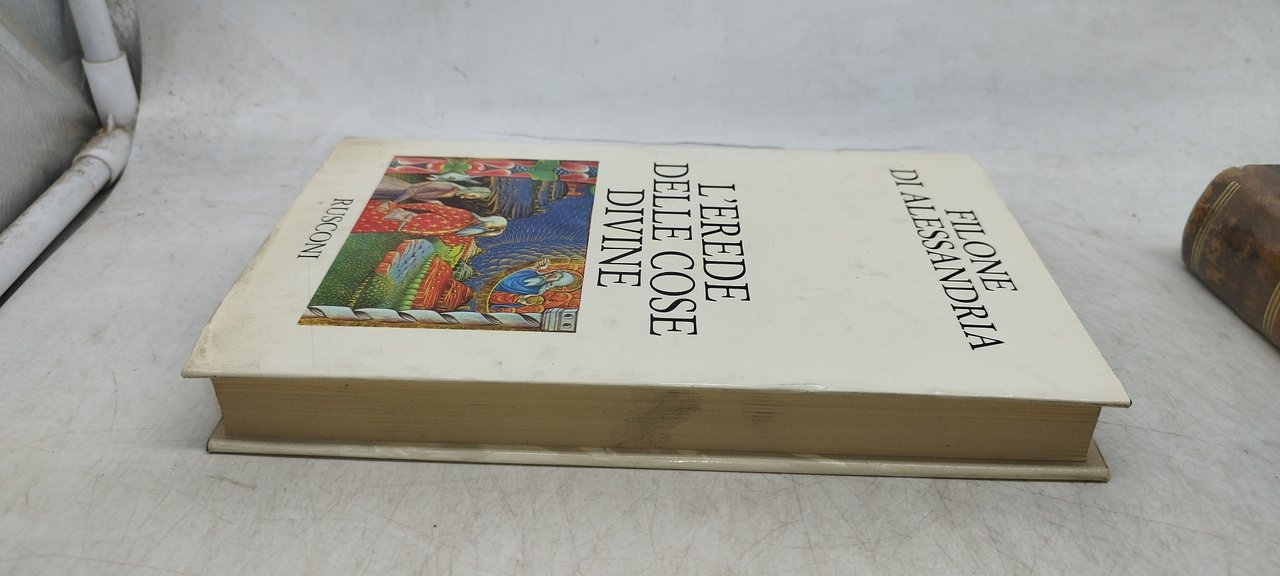 FILONE
DI ALESSANDRIA
L'EREDE
DELLE COSE
DIVINE
RUSCONI